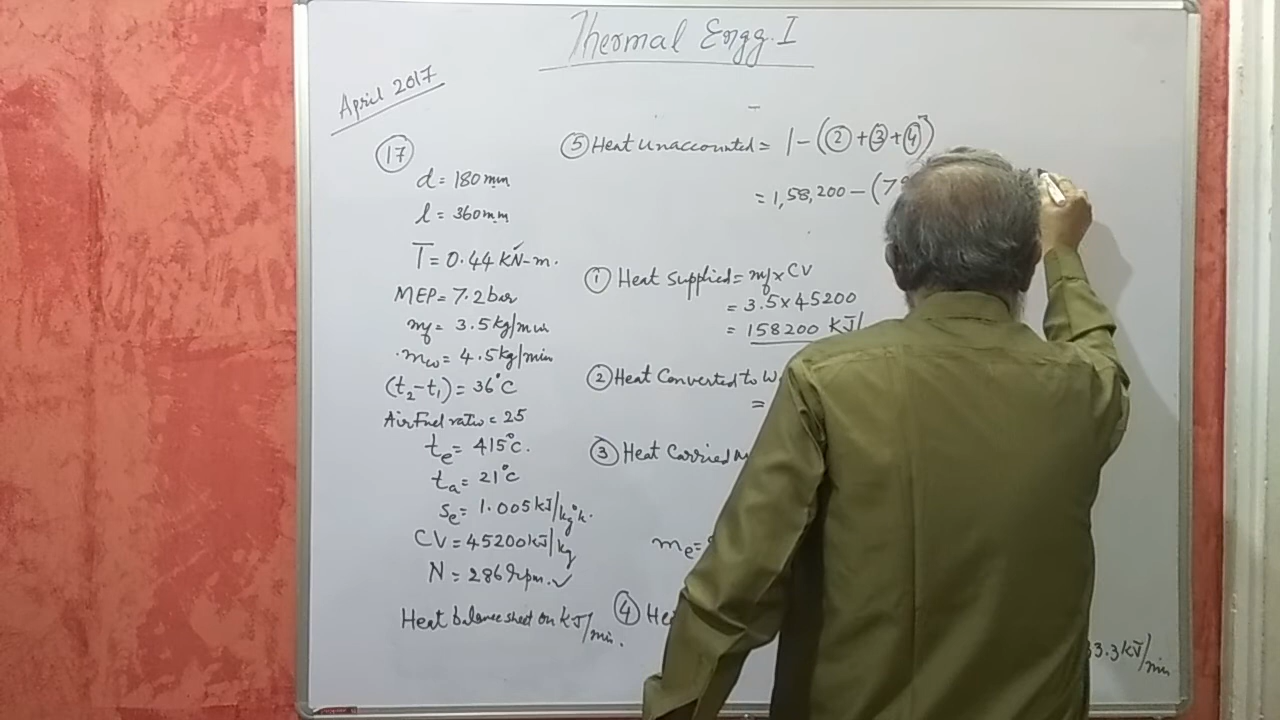 Thermal Engg. I
April 2017
17
d = 180 mm
l = 360 mm
T = 0.44 KN-m.
MEP = 7.2 bar
mf = 3.5 kg/min
mw = 4.5 kg/min
(t2-t1) = 36°C
Air Fuel ratio = 25
te = 415°C.
ta = 21°C
Se = 1.005 KJ/kg°k.
CV = 45200 KJ/kg
N = 286 rpm. ✓
Heat balance sheet on KJ/min.
5 Heat Unaccounted = 1 - (2 + 3 + 4)
= 1,58,200 - (7
1 Heat Supplied = mf x CV
= 3.5 x 45200
= 158200 KJ/
2 Heat Converted to W
=
3 Heat Carried
me =
4 He
3.3 KJ/min